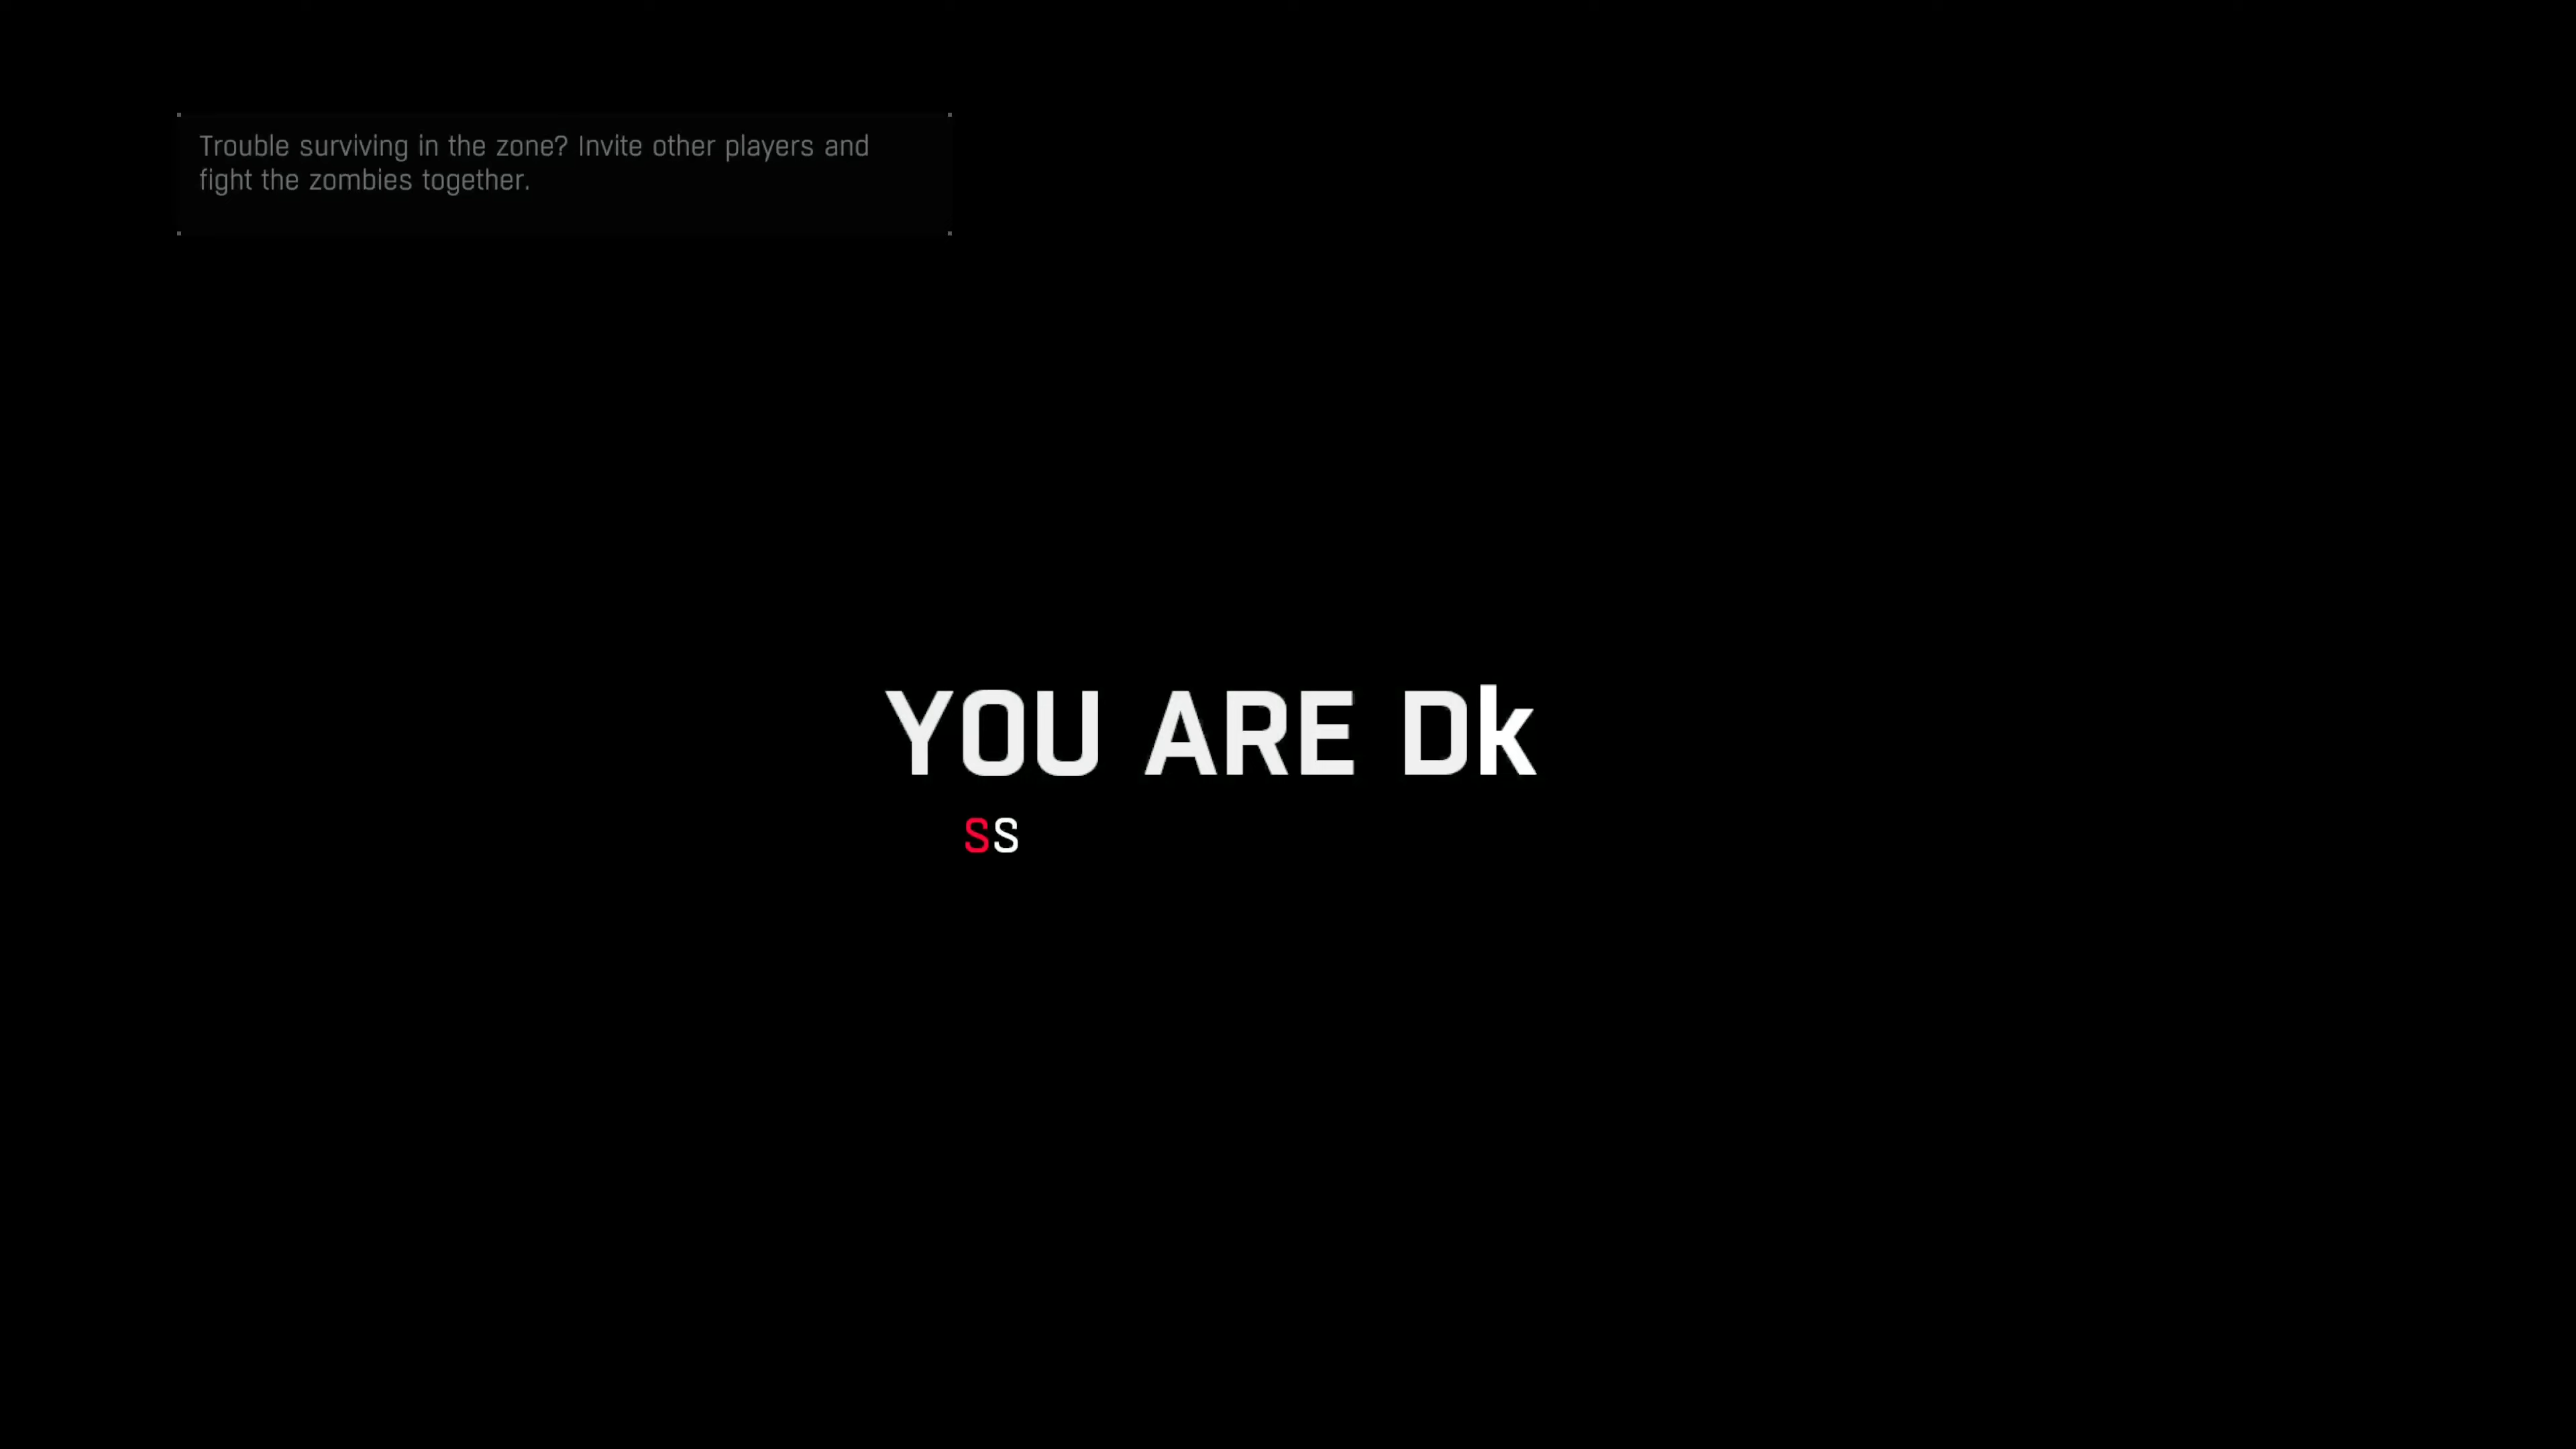 Trouble surviving in the zone? Invite other players and
fight the zombies together.
YOU ARE Dk
SS